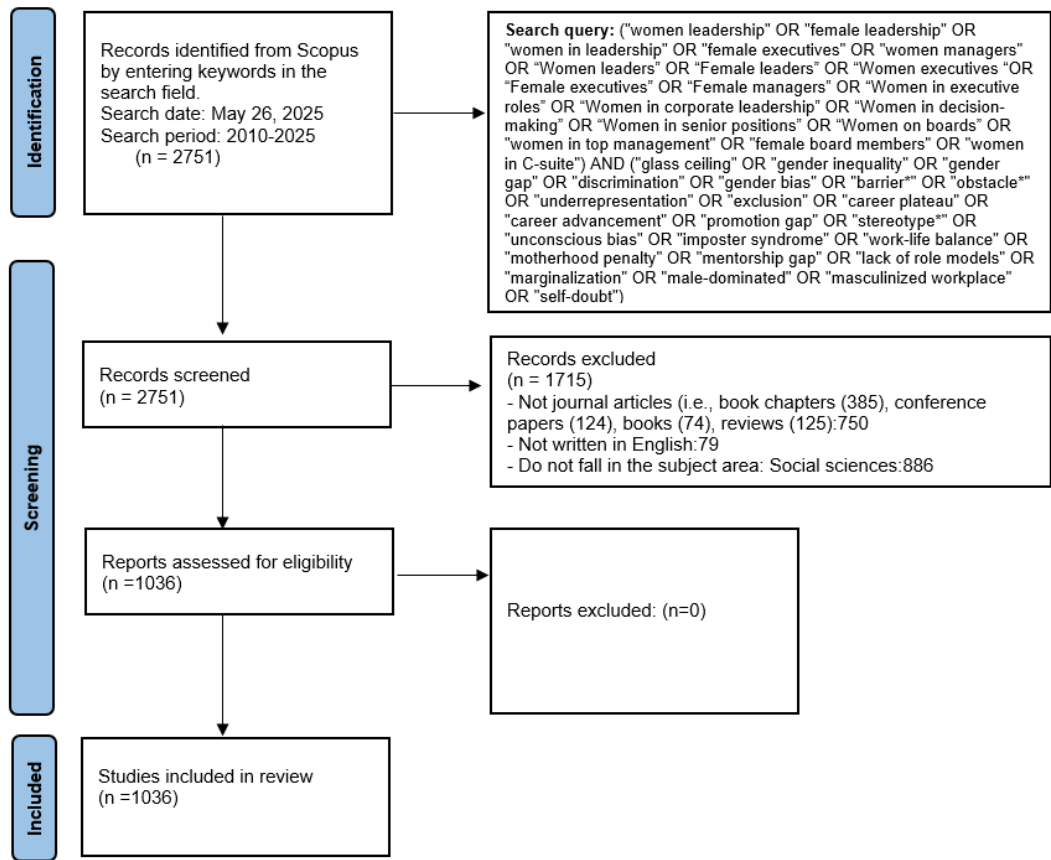 Identification
Records identified from Scopus
by entering keywords in the
search field.
Search date: May 26, 2025
Search period: 2010-2025
(n = 2751)
Search query: ("women leadership" OR "female leadership" OR
"women in leadership" OR "female executives" OR "women managers"
OR “Women leaders” OR “Female leaders” OR “Women executives “OR
“Female executives” OR “Female managers” OR “Women in executive
roles” OR “Women in corporate leadership” OR “Women in decision-
making” OR “Women in senior positions” OR “Women on boards” OR
"women in top management" OR "female board members" OR "women
in C-suite") AND ("glass ceiling" OR "gender inequality" OR "gender
gap" OR "discrimination" OR "gender bias" OR "barrier*" OR "obstacle*"
OR "underrepresentation" OR "exclusion" OR "career plateau" OR
"career advancement" OR "promotion gap" OR "stereotype*" OR
"unconscious bias" OR "imposter syndrome" OR "work-life balance" OR
"motherhood penalty" OR "mentorship gap" OR "lack of role models" OR
"marginalization" OR "male-dominated" OR "masculinized workplace"
OR "self-doubt")
Screening
Records screened
(n = 2751)
Records excluded
(n = 1715)
- Not journal articles (i.e., book chapters (385), conference
papers (124), books (74), reviews (125):750
- Not written in English:79
- Do not fall in the subject area: Social sciences:886
Reports assessed for eligibility
(n =1036)
Reports excluded: (n=0)
Included
Studies included in review
(n =1036)